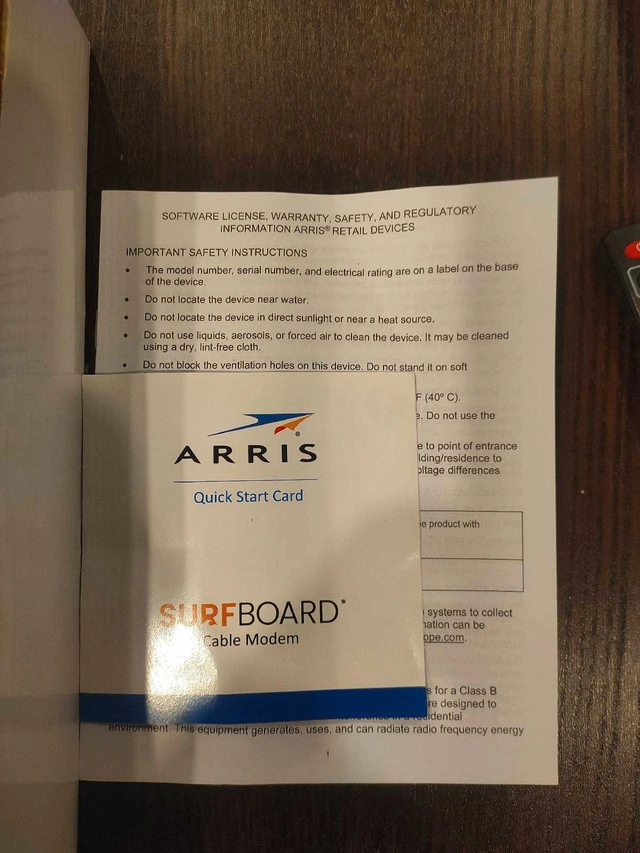 SOFTWARE LICENSE, WARRANTY, SAFETY, AND REGULATORY
INFORMATION ARRIS® RETAIL DEVICES
IMPORTANT SAFETY INSTRUCTIONS
• The model number, serial number, and electrical rating are on a label on the base
of the device.
• Do not locate the device near water.
• Do not locate the device in direct sunlight or near a heat source.
• Do not use liquids, aerosols, or forced air to clean the device. It may be cleaned
using a dry, lint-free cloth.
• Do not block the ventilation holes on this device. Do not stand it on soft
F (40º C).
. Do not use the
e to point of entrance
lding/residence to
oltage differences
e product with
systems to collect
ation can be
ope.com.
s for a Class B
re designed to
residential
environment. This equipment generates, uses, and can radiate radio frequency energy
1
ARRIS®
Quick Start Card
SURFBOARD®
Cable Modem